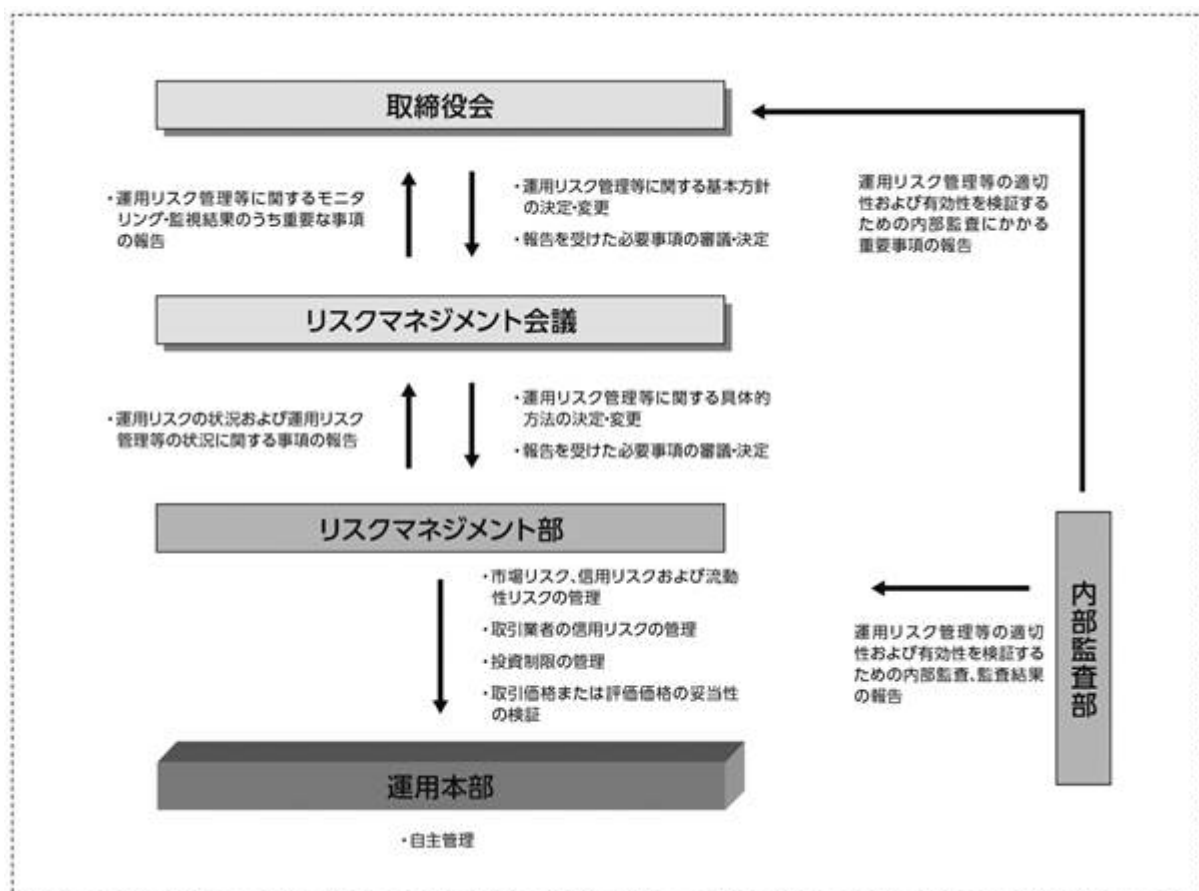 取締役会
・運用リスク管理等に関するモニタ
リング・監視結果のうち重要な事項
の報告
・運用リスク管理等に関する基本方針
の決定・変更
・報告を受けた必要事項の審議・決定
運用リスク管理等の適切
性および有効性を検証する
ための内部監査にかかる
重要事項の報告
リスクマネジメント会議
・運用リスクの状況および運用リスク
管理等の状況に関する事項の報告
・運用リスク管理等に関する具体的
方法の決定・変更
・報告を受けた必要事項の審議・決定
リスクマネジメント部
・市場リスク、信用リスクおよび流動
性リスクの管理
・取引業者の信用リスクの管理
・投資制限の管理
・取引価格または評価価格の妥当性
の検証
運用リスク管理等の適切
性および有効性を検証する
ための内部監査、監査結果
の報告
内部監査部
運用本部
・自主管理